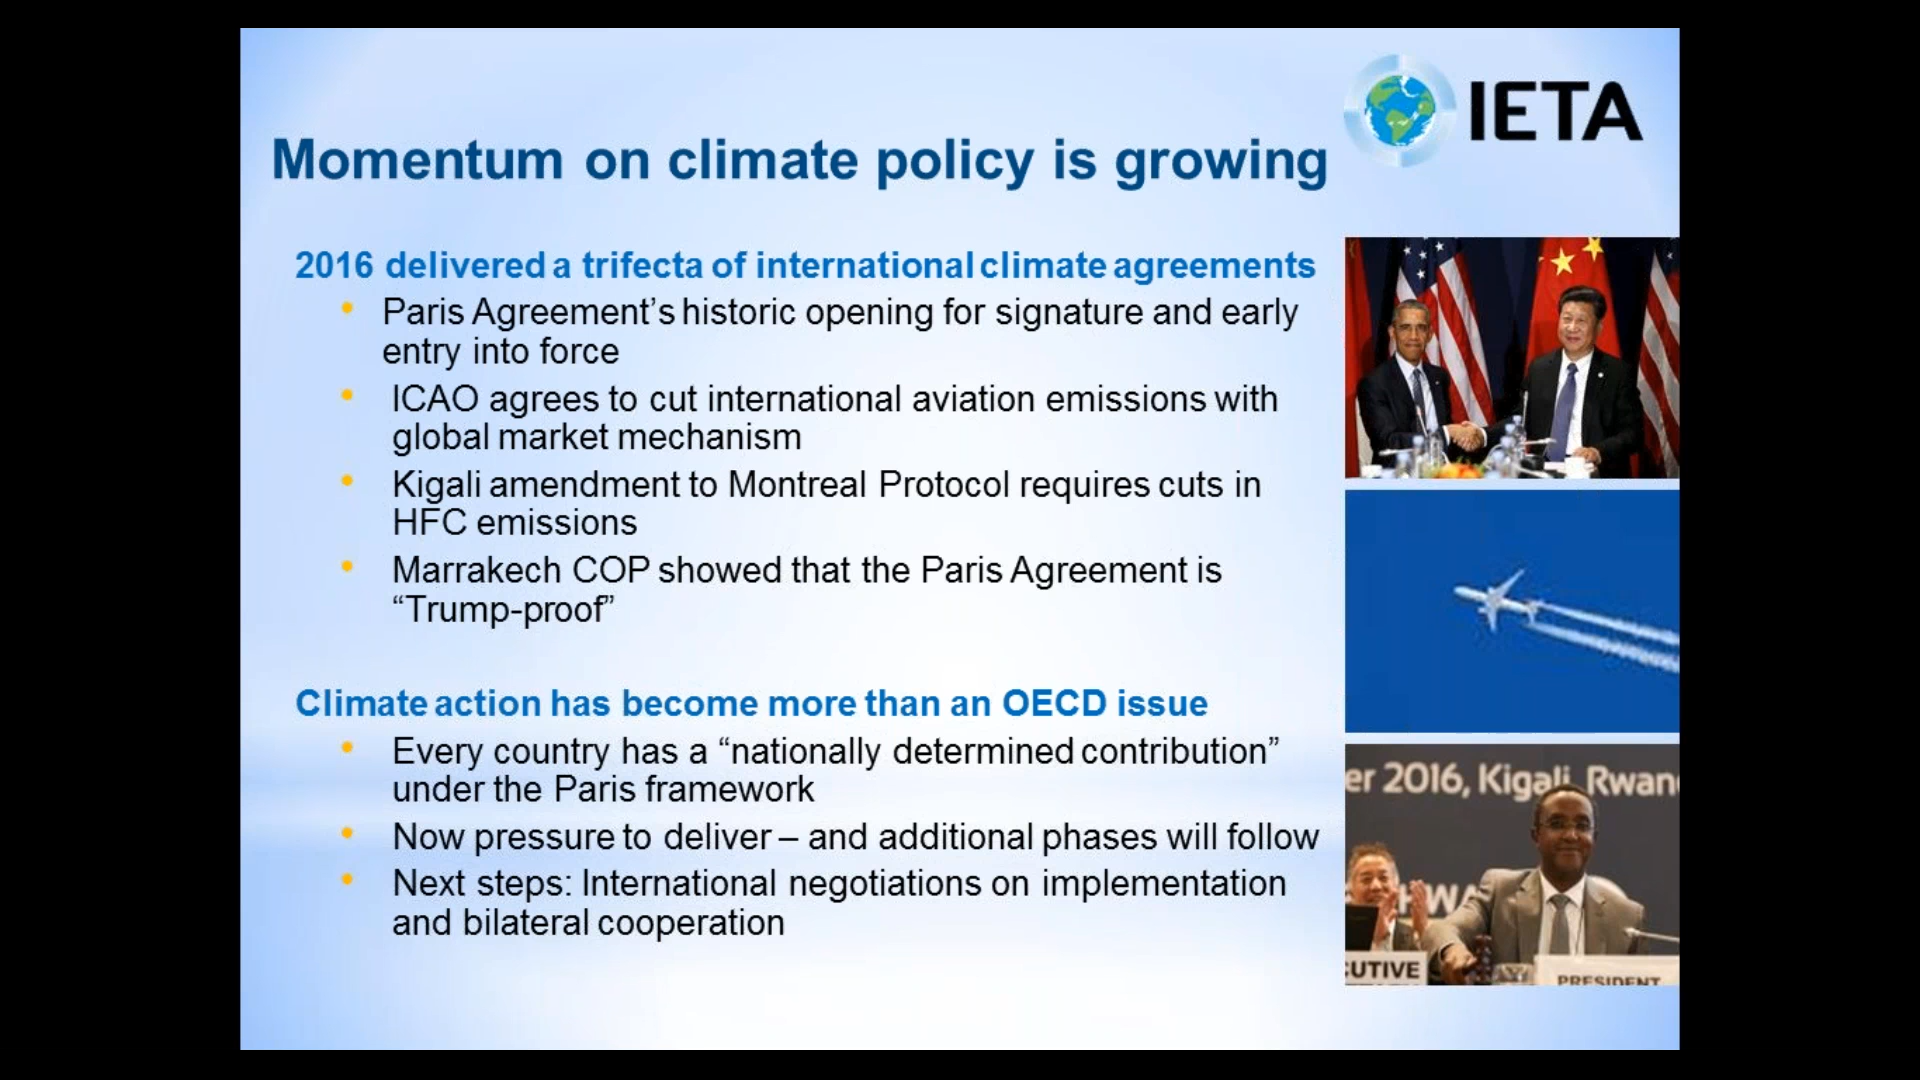 IETA
Momentum on climate policy is growing
2016 delivered a trifecta of international climate agreements
• Paris Agreement’s historic opening for signature and early
entry into force
• ICAO agrees to cut international aviation emissions with
global market mechanism
• Kigali amendment to Montreal Protocol requires cuts in
HFC emissions
• Marrakech COP showed that the Paris Agreement is
“Trump-proof”
Climate action has become more than an OECD issue
• Every country has a “nationally determined contribution”
under the Paris framework
• Now pressure to deliver – and additional phases will follow
• Next steps: International negotiations on implementation
and bilateral cooperation
er 2016, Kigali, Rwan
CUTIVE
PRESIDENT